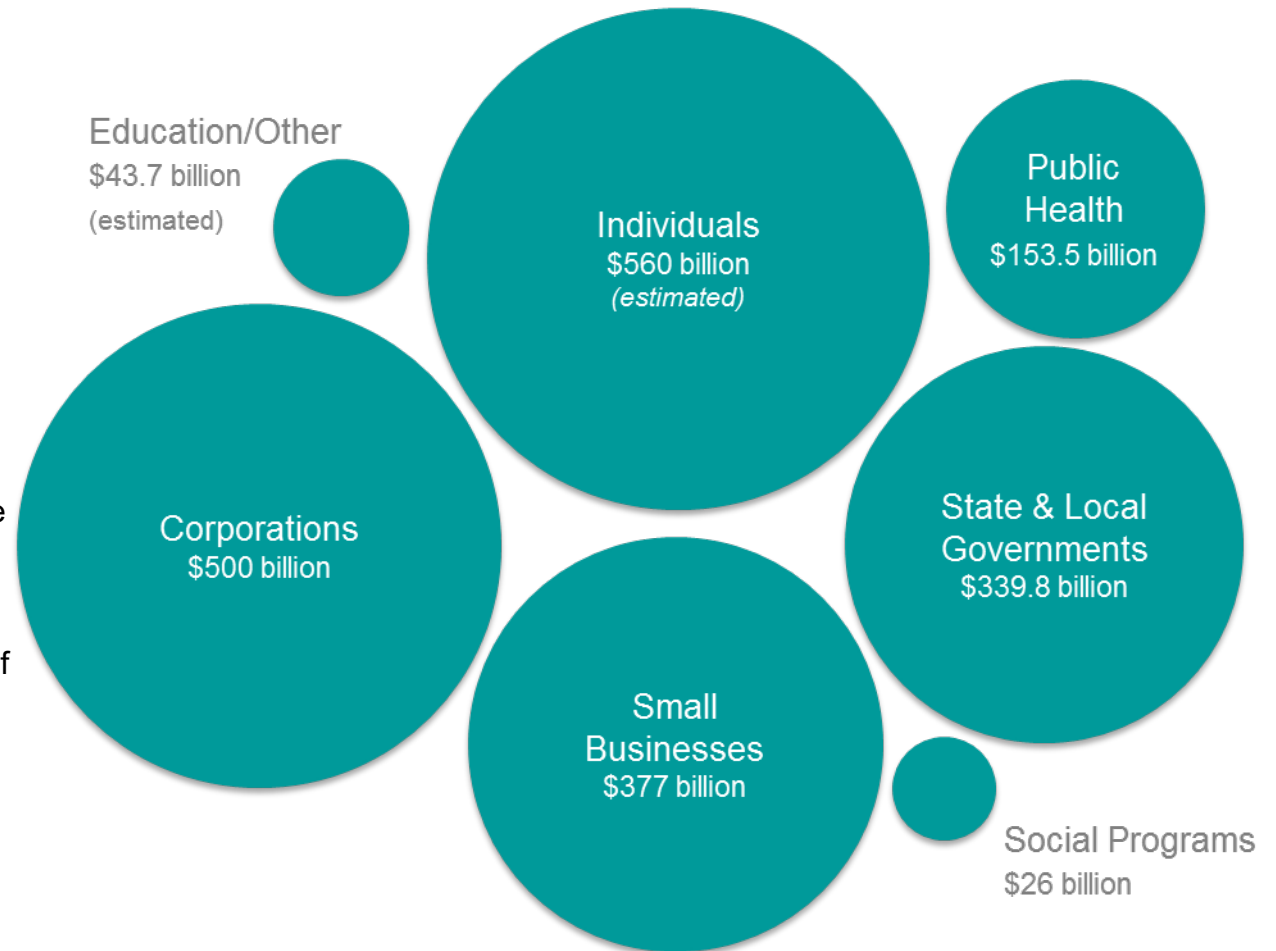 Education/Other
$43.7 billion
(estimated)
Individuals
$560 billion
(estimated)
Public
Health
$153.5 billion
Corporations
$500 billion
State & Local
Governments
$339.8 billion
Small
Businesses
$377 billion
Social Programs
$26 billion